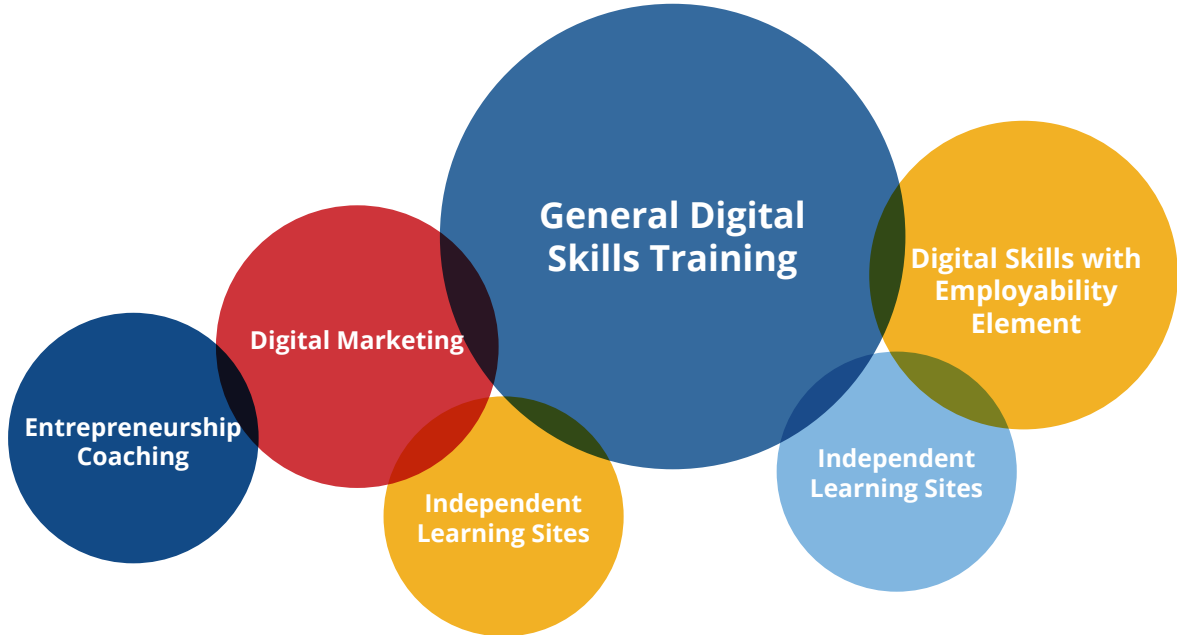 General Digital
Skills Training
Digital Skills with
Employability
Element
Digital Marketing
Entrepreneurship
Coaching
Independent
Learning Sites
Independent
Learning Sites